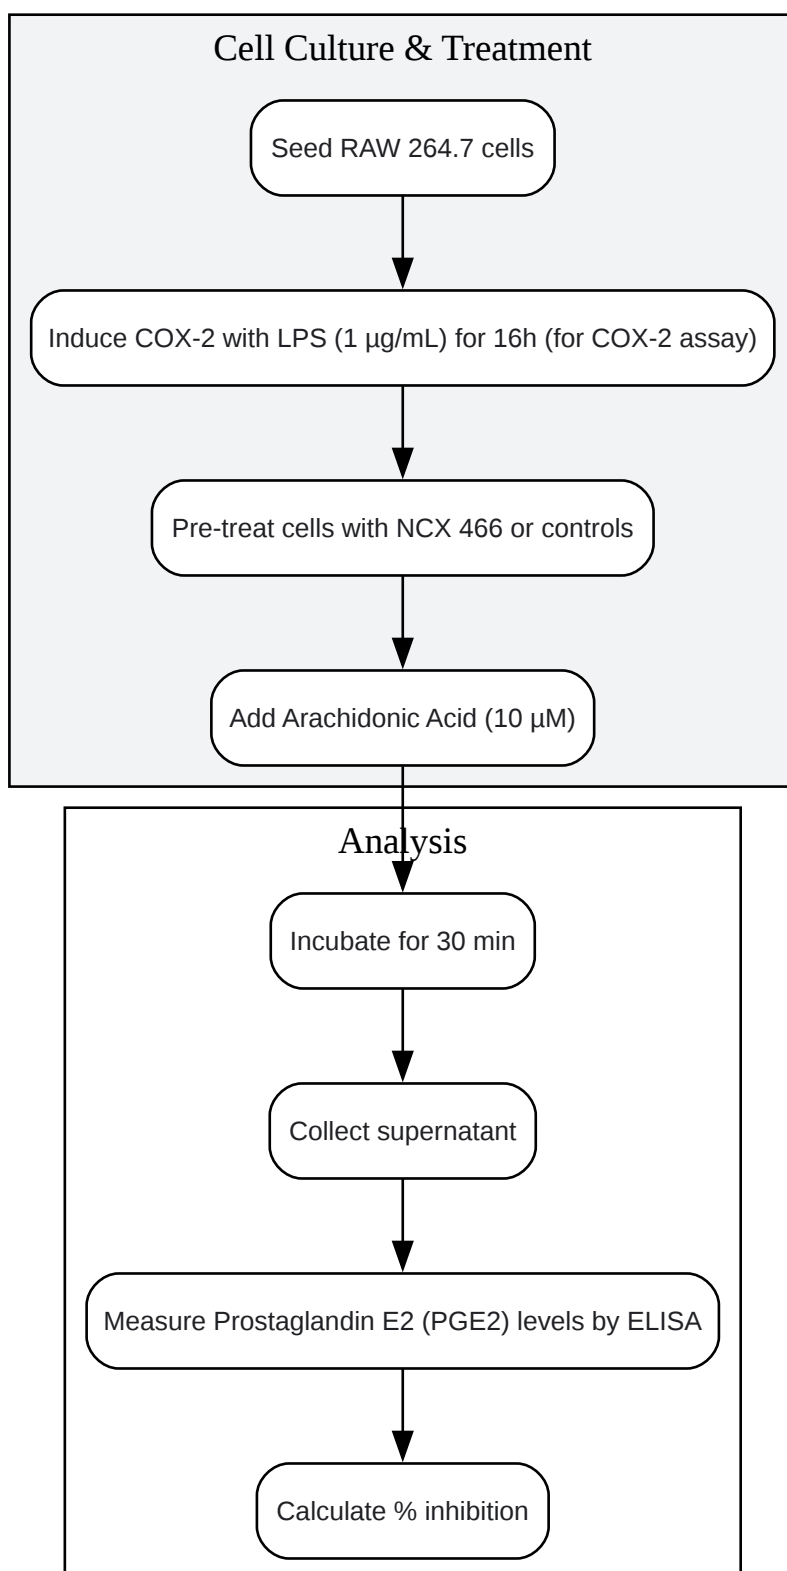 Cell Culture & Treatment
Seed RAW 264.7 cells
Induce COX-2 with LPS (1 µg/mL) for 16h (for COX-2 assay)
Pre-treat cells with NCX 466 or controls
Add Arachidonic Acid (10 µM)
Analysis
Incubate for 30 min
Collect supernatant
Measure Prostaglandin E2 (PGE2) levels by ELISA
Calculate % inhibition